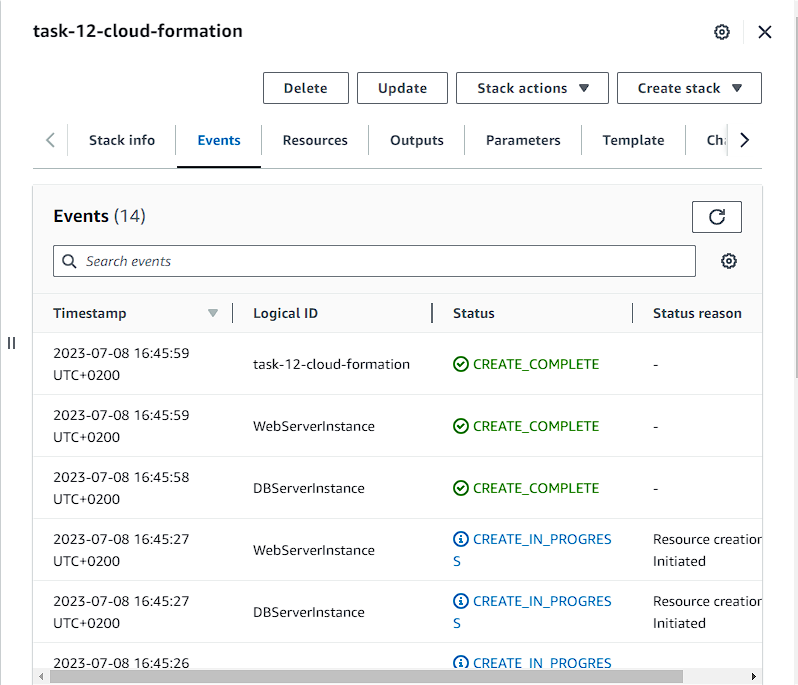 task-12-cloud-formation
Delete
Update
Stack actions
Create stack
Stack info
Events
Resources
Outputs
Parameters
Template
Events (14)
Search events
Timestamp
Logical ID
Status
Status reason
2023-07-08 16:45:59
UTC+0200
task-12-cloud-formation
CREATE_COMPLETE
-
2023-07-08 16:45:59
UTC+0200
WebServerInstance
CREATE_COMPLETE
-
2023-07-08 16:45:58
UTC+0200
DBServerInstance
CREATE_COMPLETE
-
2023-07-08 16:45:27
UTC+0200
WebServerInstance
CREATE_IN_PROGRES
S
Resource creation
Initiated
2023-07-08 16:45:27
UTC+0200
DBServerInstance
CREATE_IN_PROGRES
S
Resource creation
Initiated
2023-07-08 16:45:26
CREATE_IN_PROGRES